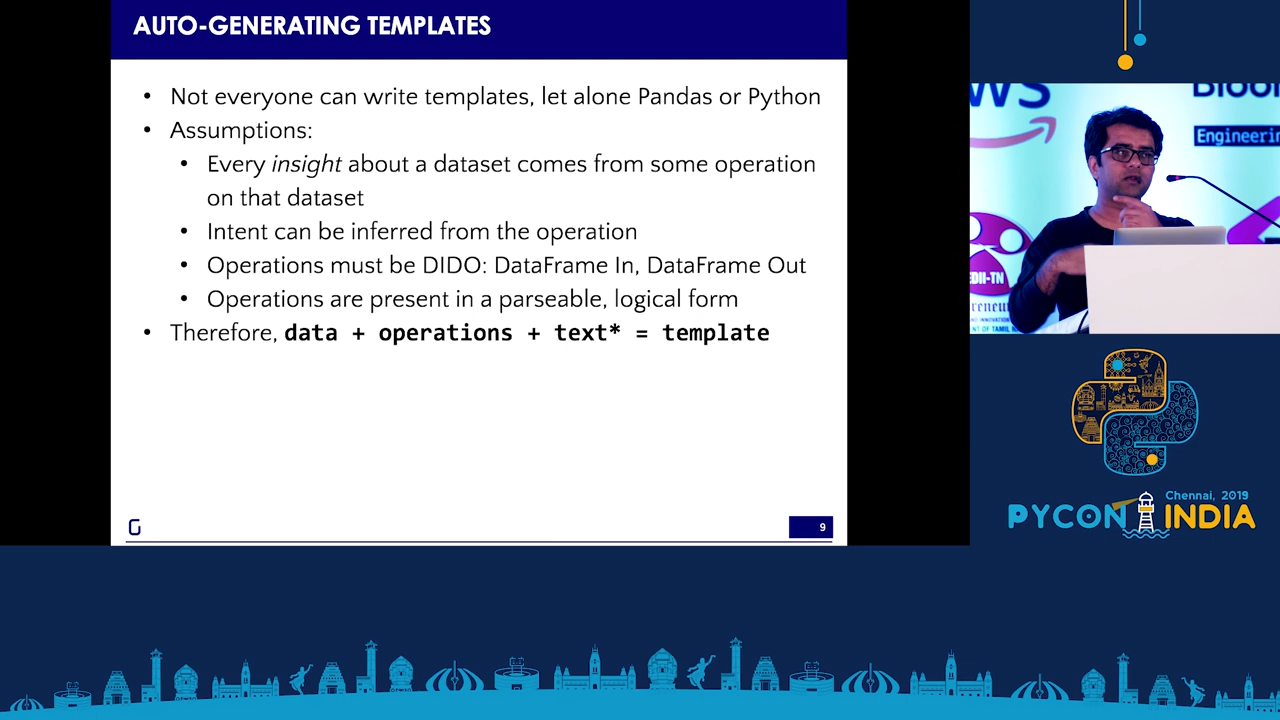 AUTO-GENERATING TEMPLATES
• Not everyone can write templates, let alone Pandas or Python
• Assumptions:
• Every insight about a dataset comes from some operation
on that dataset
• Intent can be inferred from the operation
• Operations must be DIDO: DataFrame In, DataFrame Out
• Operations are present in a parseable, logical form
• Therefore, data + operations + text* = template
G
9
Engineerin
EDII-TN
Chennai, 2019
PYCON INDIA